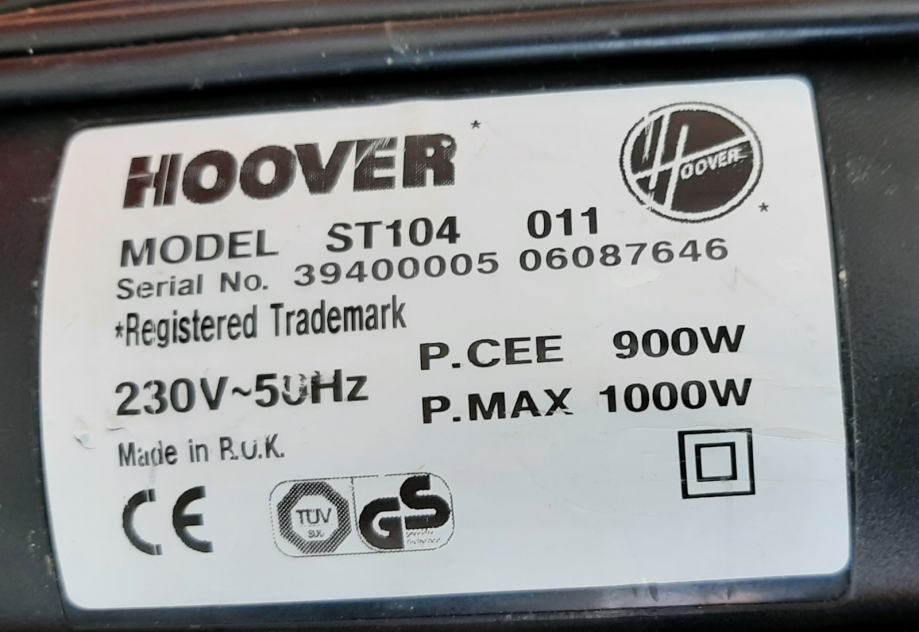 HOOVER*
HOOVER*
MODEL ST104 011
Serial No. 39400005 06087646
*Registered Trademark
P.CEE 900W
230V~50Hz
P.MAX 1000W
Made in R.U.K.
CE
TÜV
GS